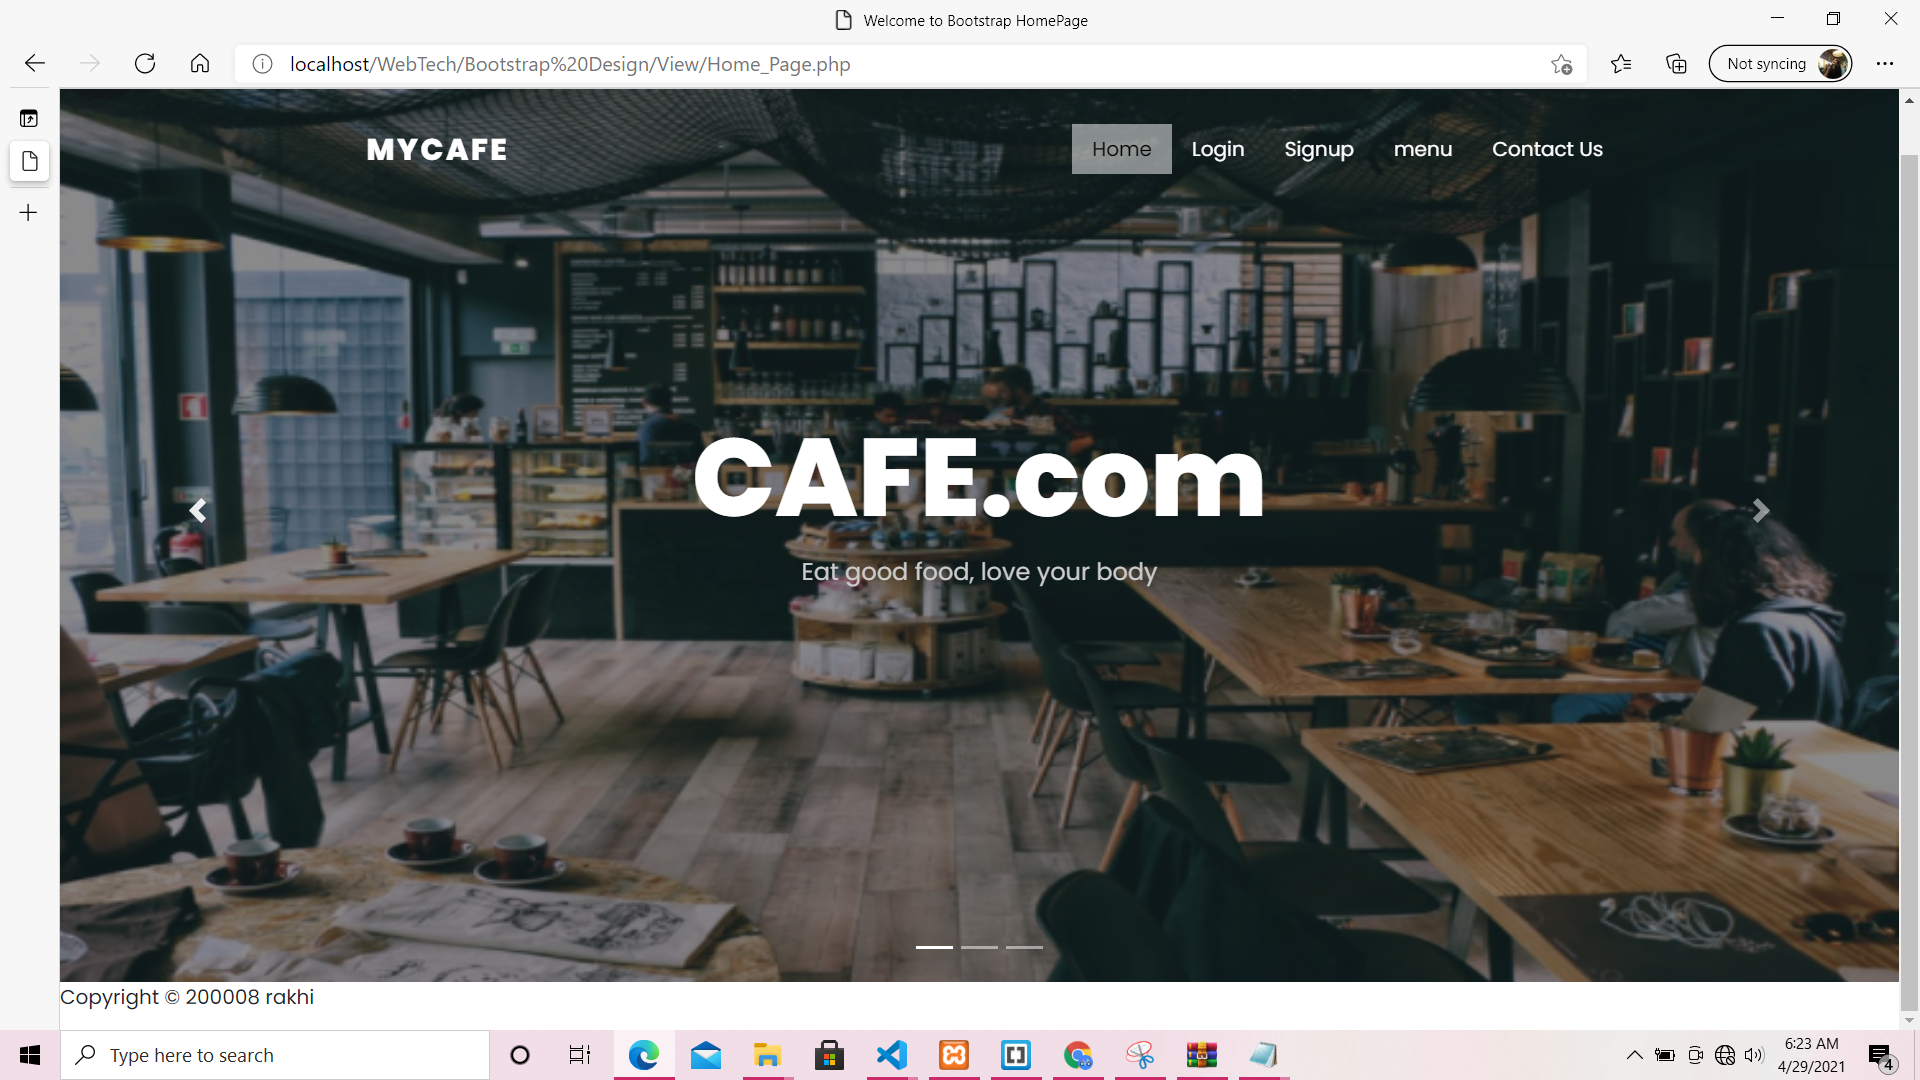 Welcome to Bootstrap HomePage
localhost/WebTech/Bootstrap%20Design/View/Home_Page.php
Not syncing
MYCAFE
Home
Login
Signup
menu
Contact Us
CAFE.com
Eat good food, love your body
Copyright © 200008 rakhi
Type here to search
6:23 AM
4/29/2021
4